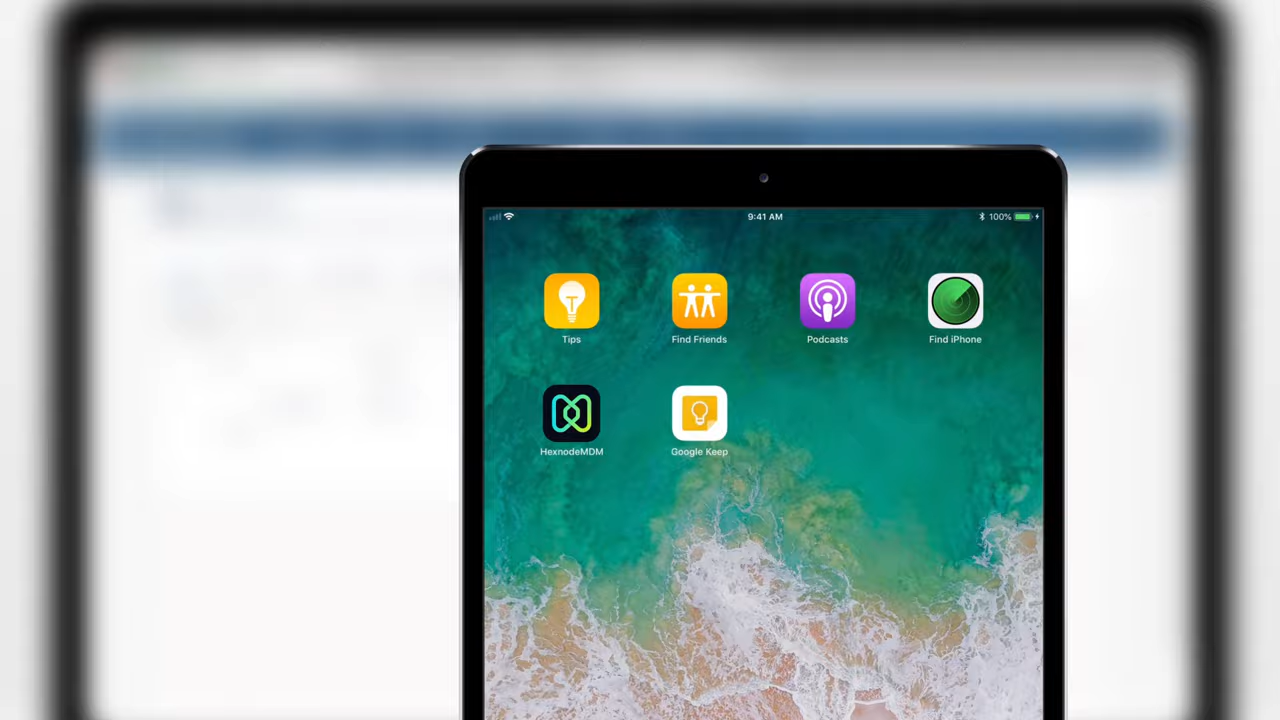 9:41 AM
100%
Tips
Find Friends
Podcasts
Find iPhone
HexnodeMDM
Google Keep